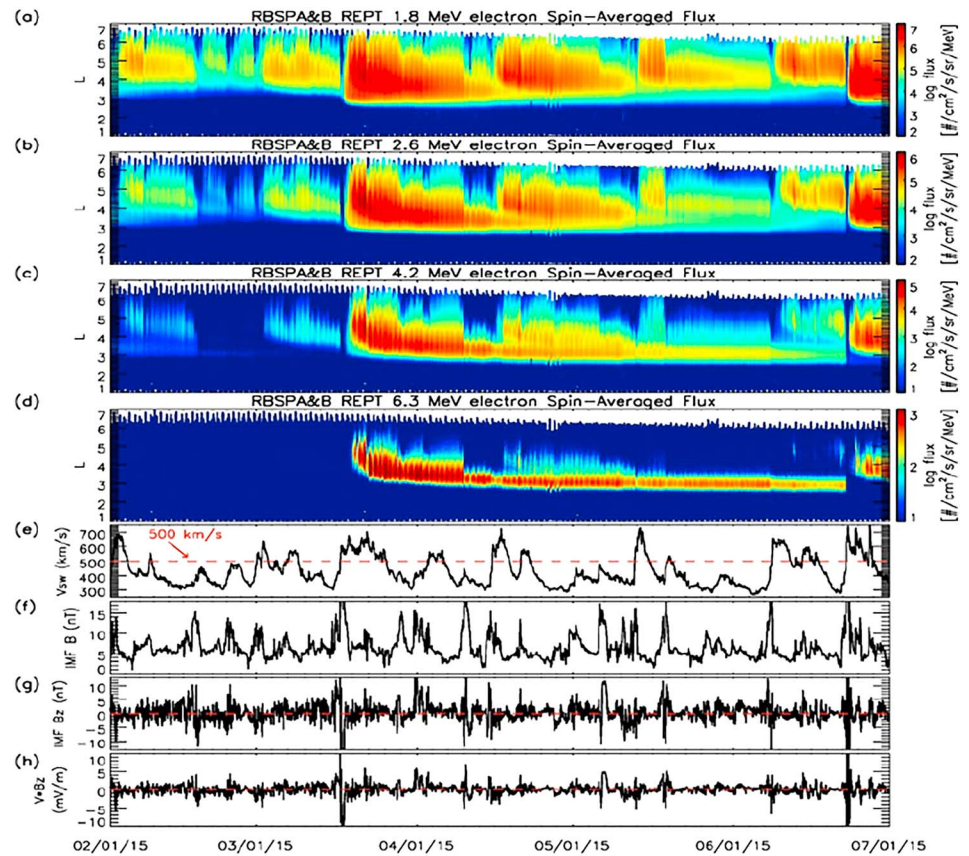 (a) RBSPA&B REPT 1.8 MeV electron Spin-Averaged Flux
7
6
5
4
3
2
1
L
7
6
5
4
3
2
log flux
[#/cm²/s/sr/MeV]
(b) RBSPA&B REPT 2.6 MeV electron Spin-Averaged Flux
7
6
5
4
3
2
1
L
6
5
4
3
2
log flux
[#/cm²/s/sr/MeV]
(c) RBSPA&B REPT 4.2 MeV electron Spin-Averaged Flux
7
6
5
4
3
2
1
L
5
4
3
2
1
log flux
[#/cm²/s/sr/MeV]
(d) RBSPA&B REPT 6.3 MeV electron Spin-Averaged Flux
7
6
5
4
3
2
1
L
3
2
1
log flux
[#/cm²/s/sr/MeV]
(e)
500 km/s
Vsw (km/s)
700
600
500
400
300
(f)
IMF B (nT)
15
10
5
0
(g)
IMF Bz (nT)
10
5
0
-5
-10
(h)
V*Bz
(mV/m)
5
0
-5
-10
02/01/15 03/01/15 04/01/15 05/01/15 06/01/15 07/01/15